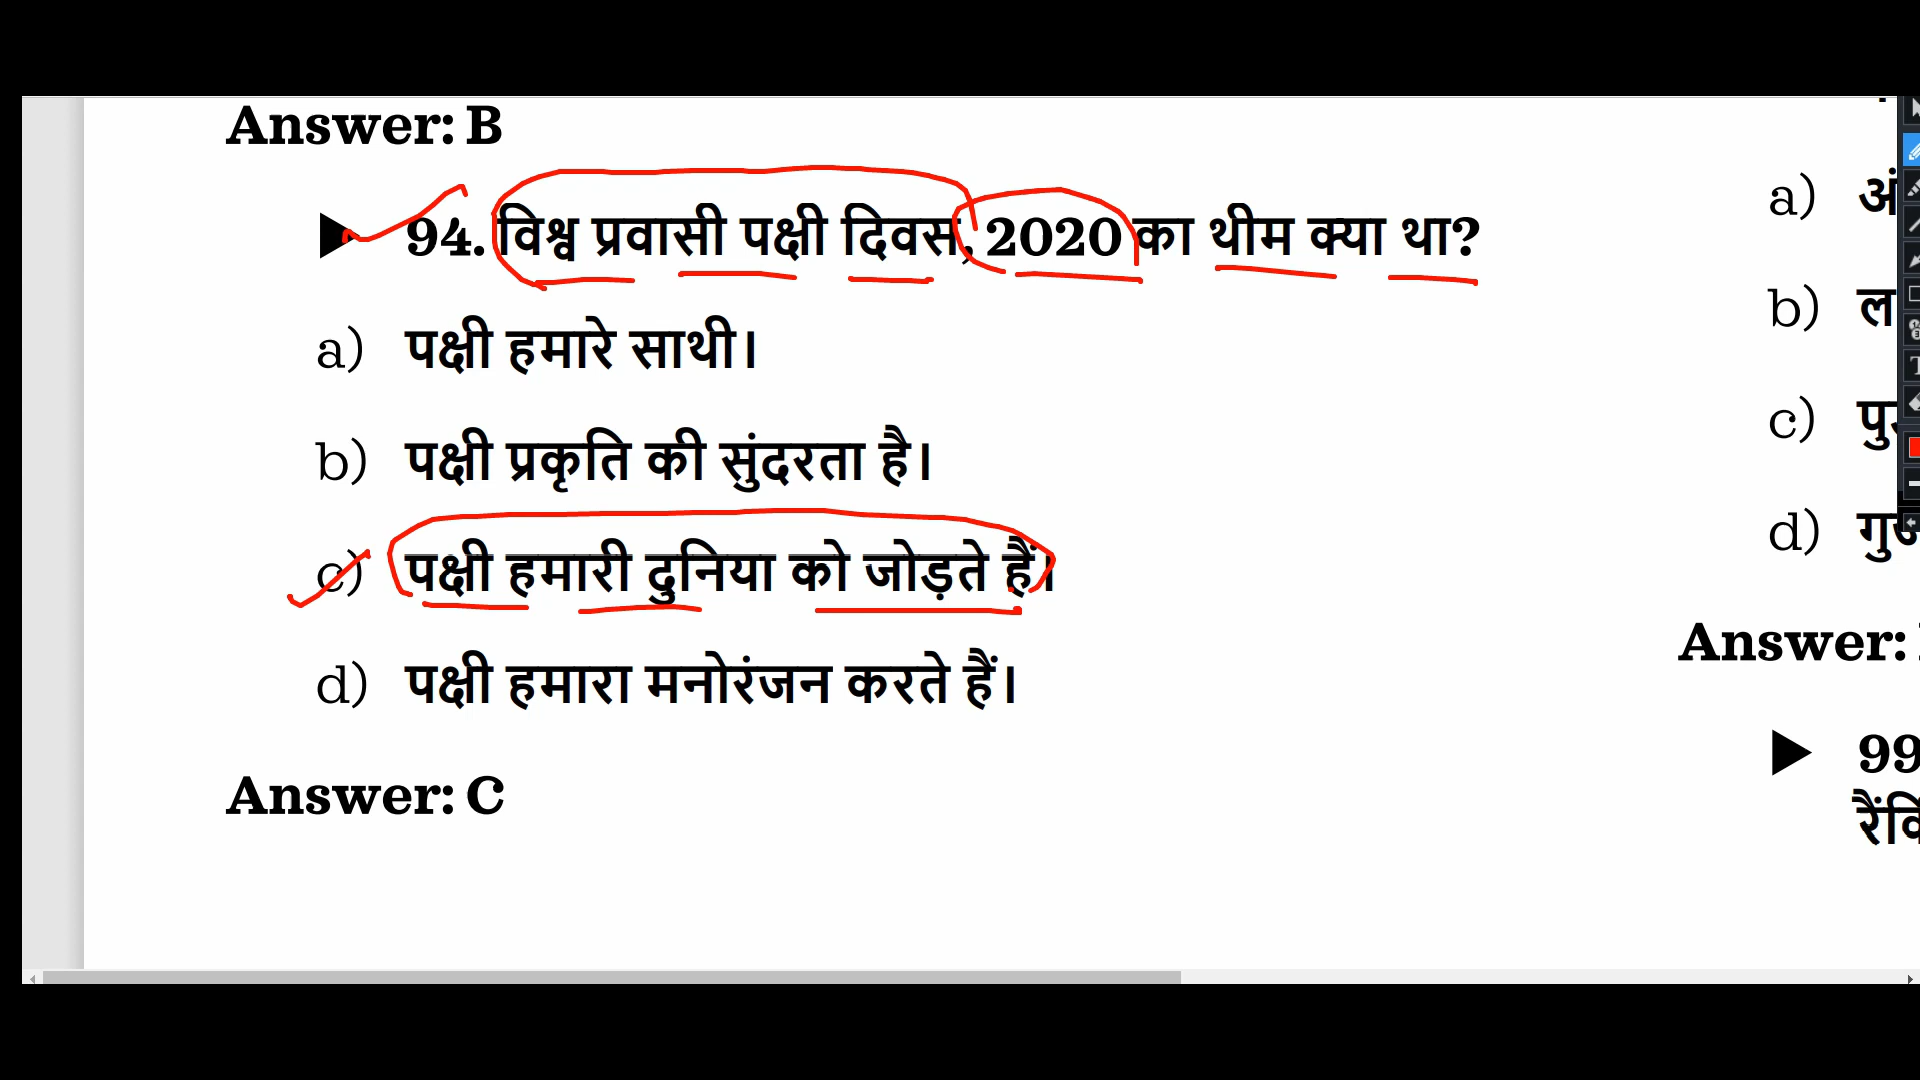 Answer: B
94. विश्व प्रवासी पक्षी दिवस, 2020 का थीम क्या था?
a) पक्षी हमारे साथी।
b) पक्षी प्रकृति की सुंदरता है।
c) पक्षी हमारी दुनिया को जोड़ते हैं।
d) पक्षी हमारा मनोरंजन करते हैं।
Answer: C
a)
b)
c)
d)
Answer:
99